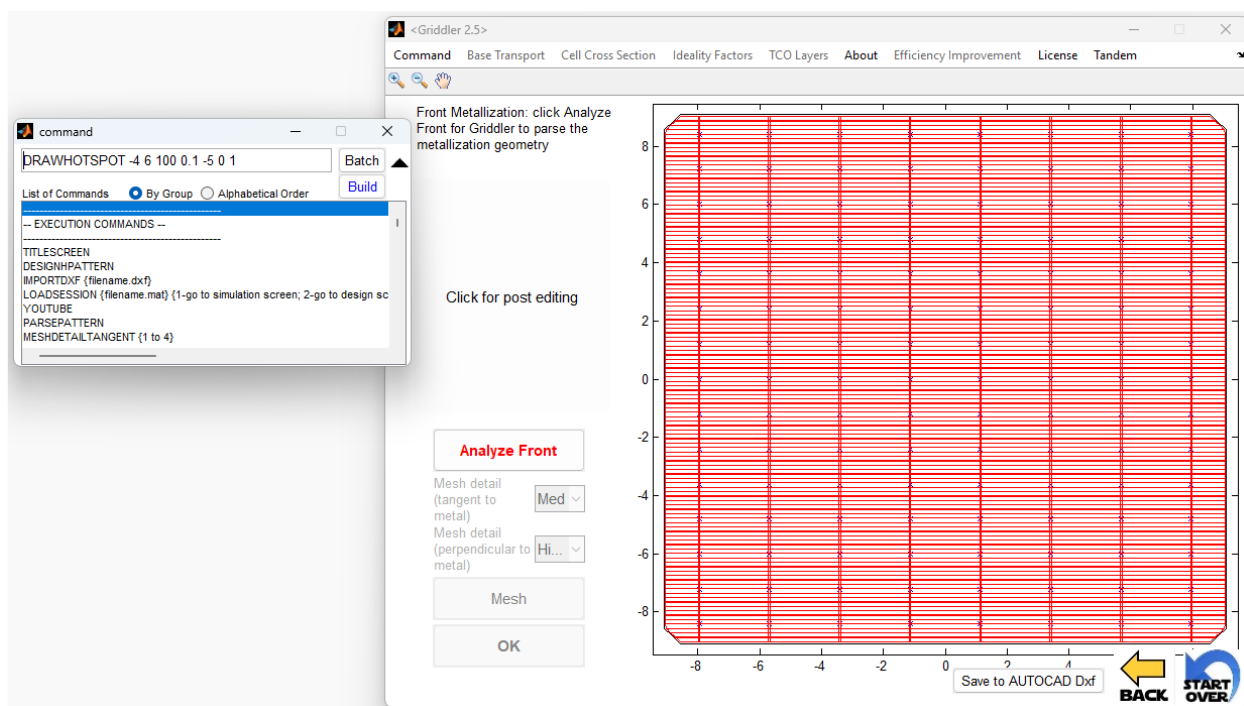 <Griddler 2.5>
Command Base Transport Cell Cross Section Ideality Factors TCO Layers About Efficiency Improvement License Tandem
Front Metallization: click Analyze
Front for Griddler to parse the
metallization geometry
command
DRAWHOTSPOT -4 6 100 0.1 -5 0 1
Batch
List of Commands By Group Alphabetical Order
Build
-- EXECUTION COMMANDS --
TITLESCREEN
DESIGNHPATTERN
IMPORTDXF {filename.dxf}
LOADSESSION {filename.mat} {1-go to simulation screen; 2-go to design sc
YOUTUBE
PARSEPATTERN
MESHDETAILTANGENT {1 to 4}
Click for post editing
Analyze Front
Mesh detail
(tangent to
metal)
Med
Mesh detail
(perpendicular to
metal)
Hi...
Mesh
OK
8
6
4
2
0
-2
-4
-6
-8
-8 -6 -4 -2 0 2 4
Save to AUTOCAD Dxf
BACK
START
OVER